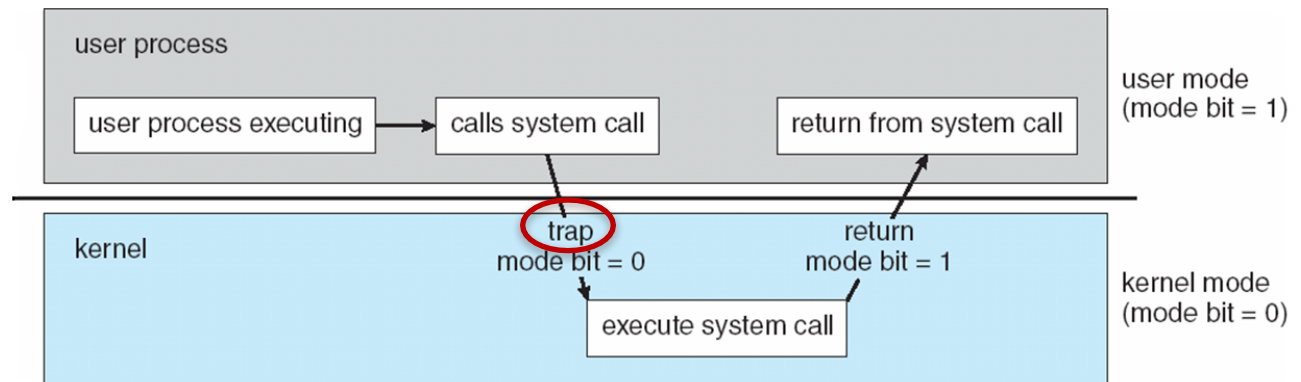 user process
user process executing
calls system call
return from system call
user mode
(mode bit = 1)
kernel
trap
mode bit = 0
return
mode bit = 1
execute system call
kernel mode
(mode bit = 0)